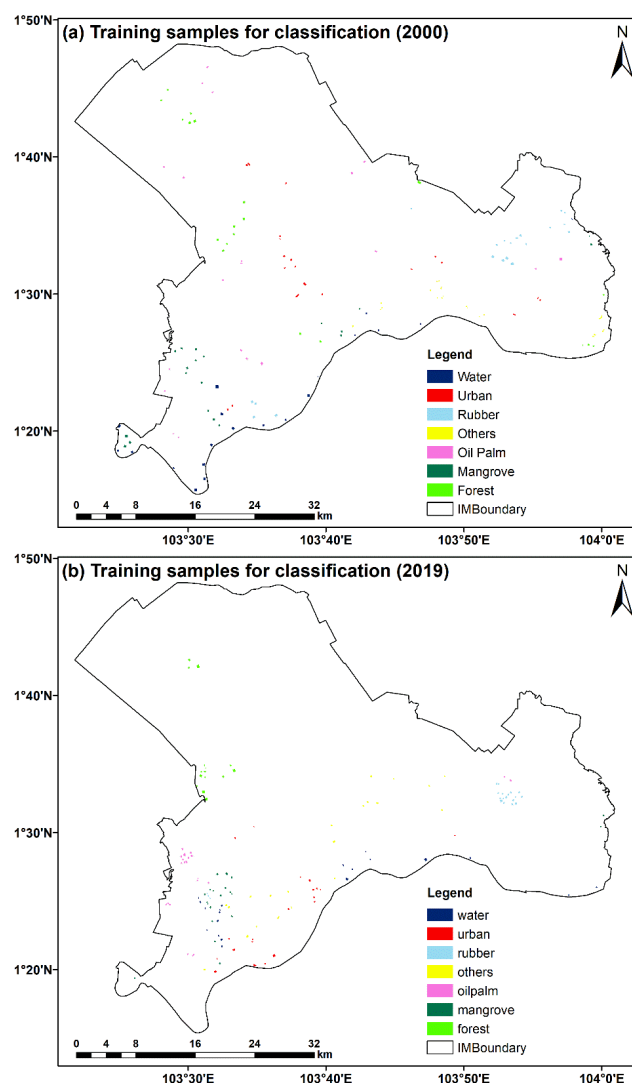 (a) Training samples for classification (2000)
N
1°50'N
1°40'N
1°30'N
1°20'N
Legend
Water
Urban
Rubber
Others
Oil Palm
Mangrove
Forest
IMBoundary
0 4 8 16 24 32
km
103°30'E 103°40'E 103°50'E 104°0'E
(b) Training samples for classification (2019)
N
1°50'N
1°40'N
1°30'N
1°20'N
Legend
water
urban
rubber
others
oilpalm
mangrove
forest
IMBoundary
0 4 8 16 24 32
km
103°30'E 103°40'E 103°50'E 104°0'E